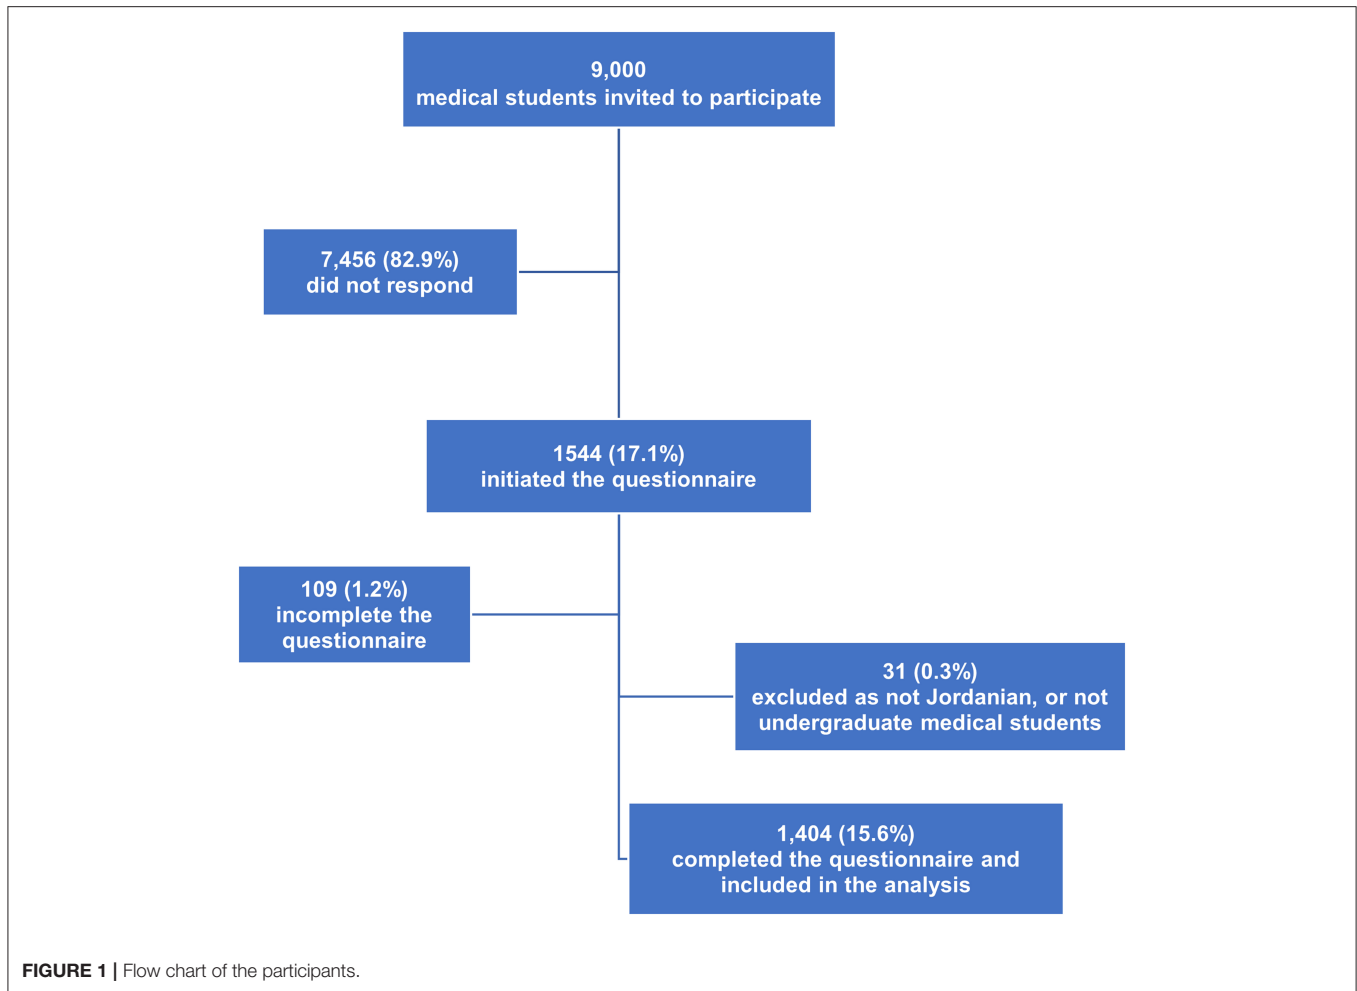 9,000
medical students invited to participate
7,456 (82.9%)
did not respond
1544 (17.1%)
initiated the questionnaire
109 (1.2%)
incomplete the
questionnaire
31 (0.3%)
excluded as not Jordanian, or not
undergraduate medical students
1,404 (15.6%)
completed the questionnaire and
included in the analysis
FIGURE 1 | Flow chart of the participants.